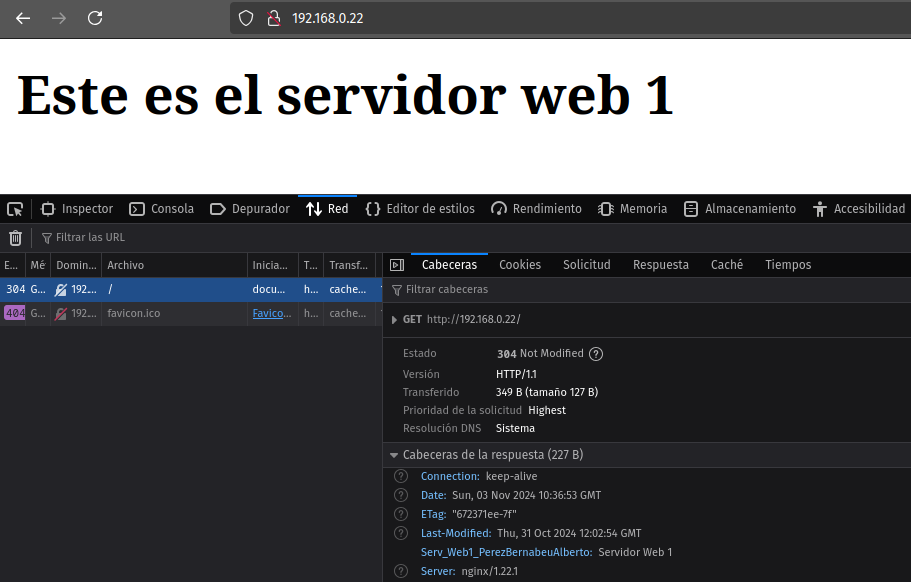 192.168.0.22
Este es el servidor web 1
Inspector Consola Depurador Red Editor de estilos Rendimiento Memoria Almacenamiento Accesibilidad
Filtrar las URL
E... Mé Domin... Archivo Inicia... T... Transf...
304 G... 192.... / docu... h... cache...
404 G... 192.... favicon.ico Favico... h... cache...
Cabeceras Cookies Solicitud Respuesta Caché Tiempos
Filtrar cabeceras
GET http://192.168.0.22/
Estado 304 Not Modified ?
Versión HTTP/1.1
Transferido 349 B (tamaño 127 B)
Prioridad de la solicitud Highest
Resolución DNS Sistema
Cabeceras de la respuesta (227 B)
? Connection: keep-alive
? Date: Sun, 03 Nov 2024 10:36:53 GMT
? ETag: "672371ee-7f"
? Last-Modified: Thu, 31 Oct 2024 12:02:54 GMT
Serv_Web1_PerezBernabeuAlberto: Servidor Web 1
? Server: nginx/1.22.1